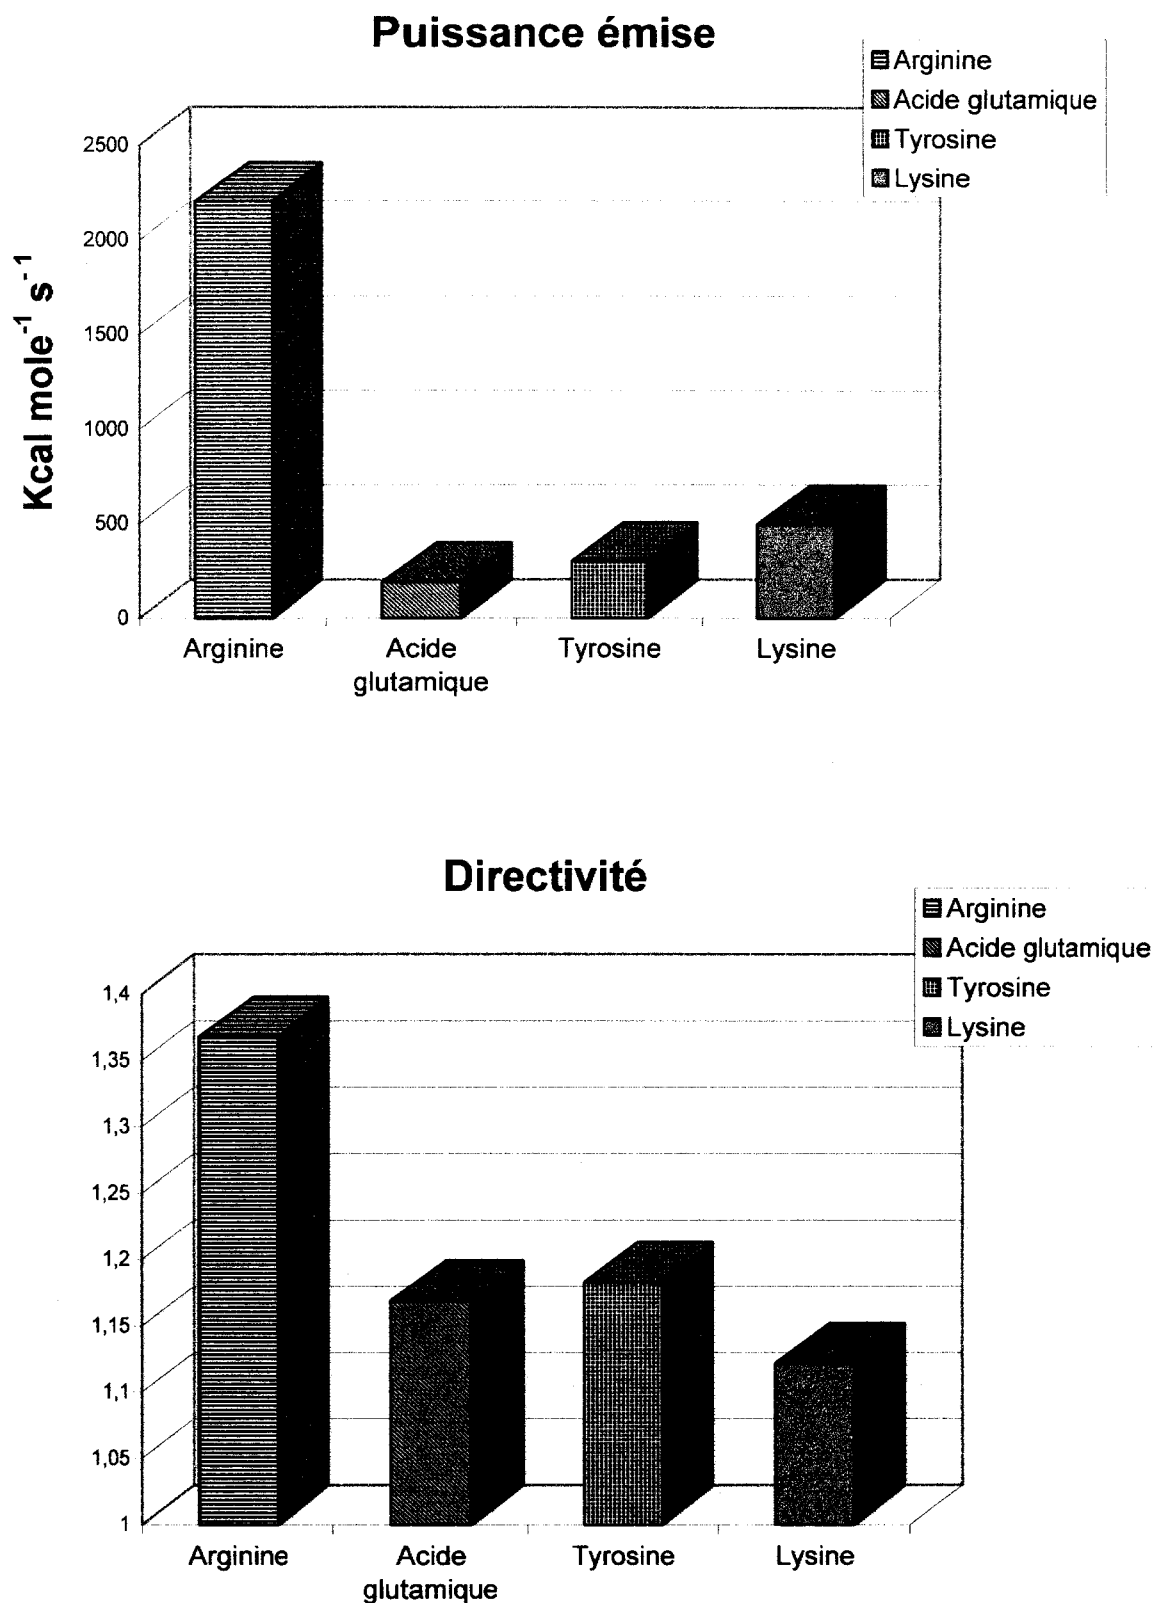 Puissance émise
Arginine
Acide glutamique
Tyrosine
Lysine
Kcal mole⁻¹ s⁻¹
2500
2000
1500
1000
500
0
Arginine
Acide
glutamique
Tyrosine
Lysine
Directivité
Arginine
Acide glutamique
Tyrosine
Lysine
1,4
1,35
1,3
1,25
1,2
1,15
1,1
1,05
1
Arginine
Acide
glutamique
Tyrosine
Lysine